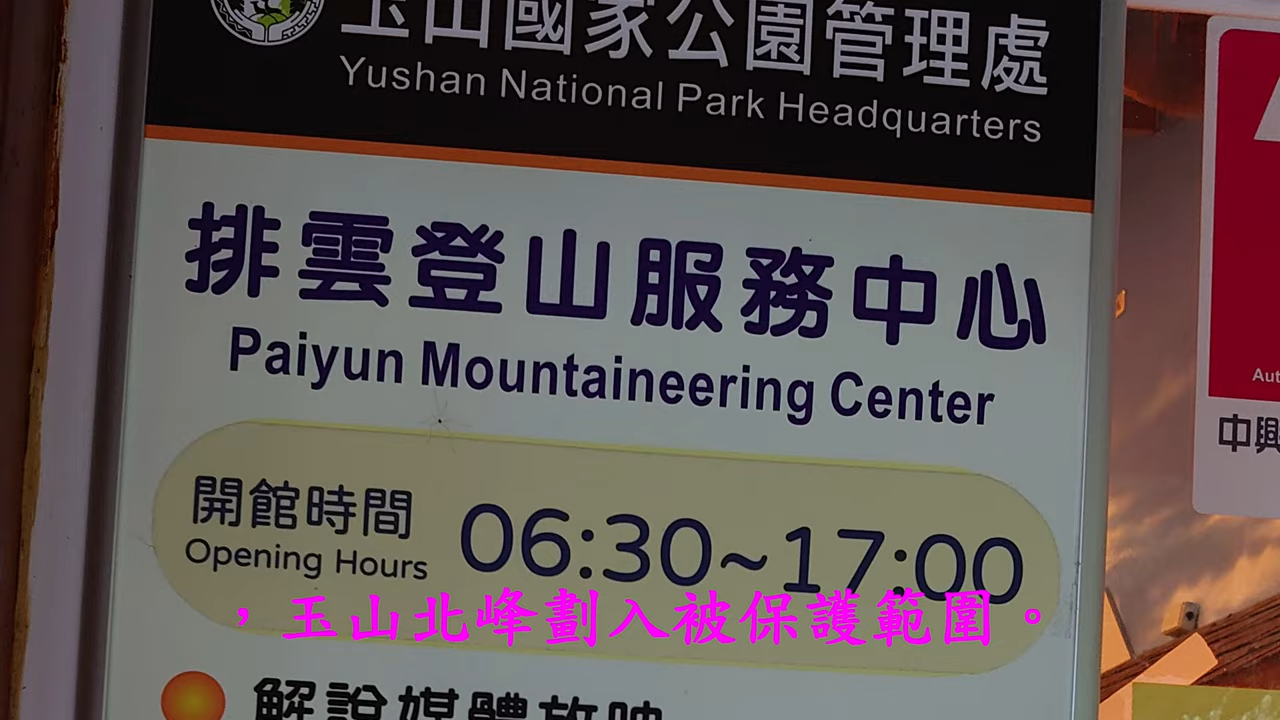 玉山國家公園管理處
Yushan National Park Headquarters
排雲登山服務中心
Paiyun Mountaineering Center
開館時間
Opening Hours
06:30~17:00
，玉山北峰劃入被保護範圍。
解說媒體放映
Aut
中興